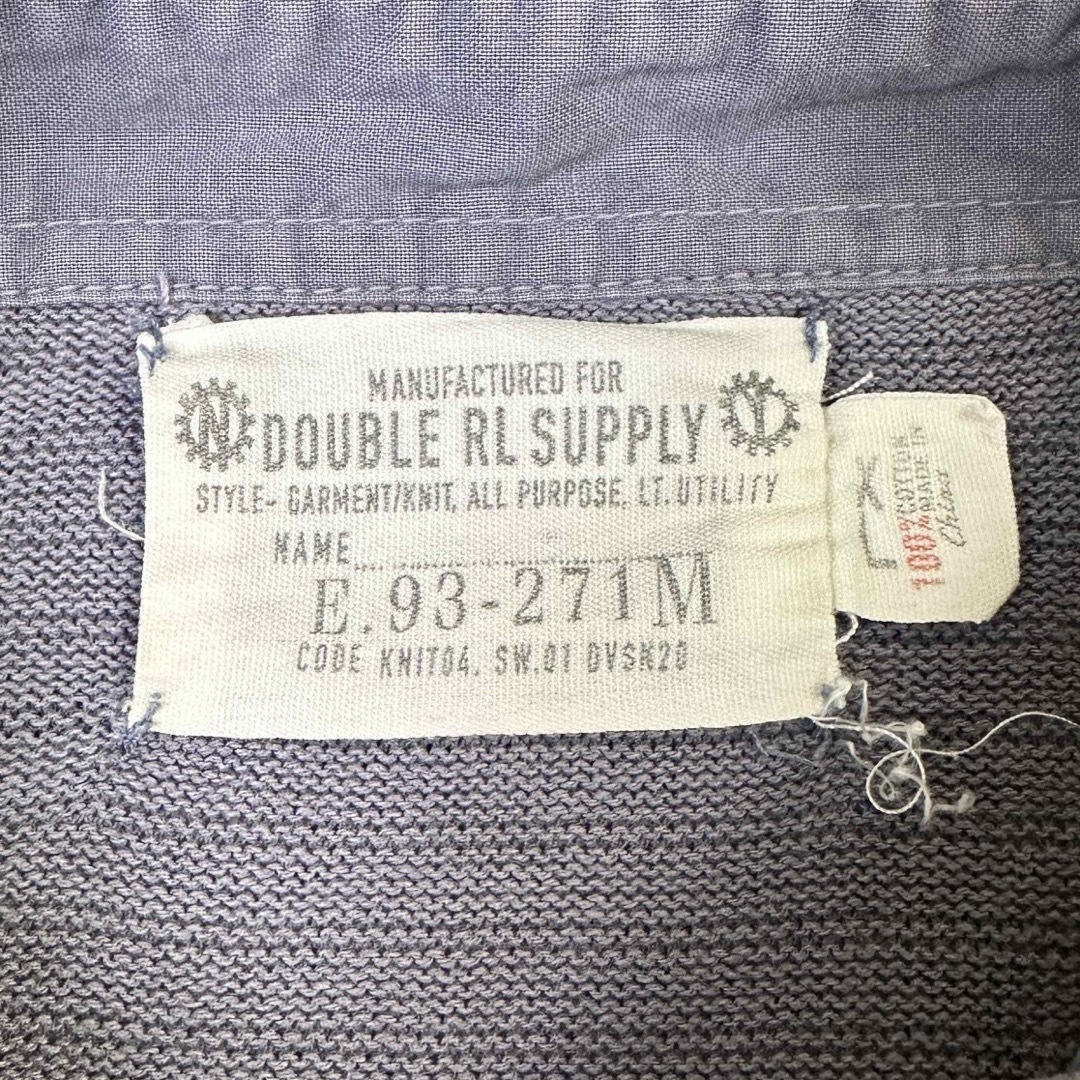 MANUFACTURED FOR
N DOUBLE RL SUPPLY Y
STYLE- GARMENT/KNIT, ALL PURPOSE. LT. UTILITY
NAME
E. 93-271M
CODE KNIT04. SW.01 DVSN20
XL
100% COTTON
MADE IN
China